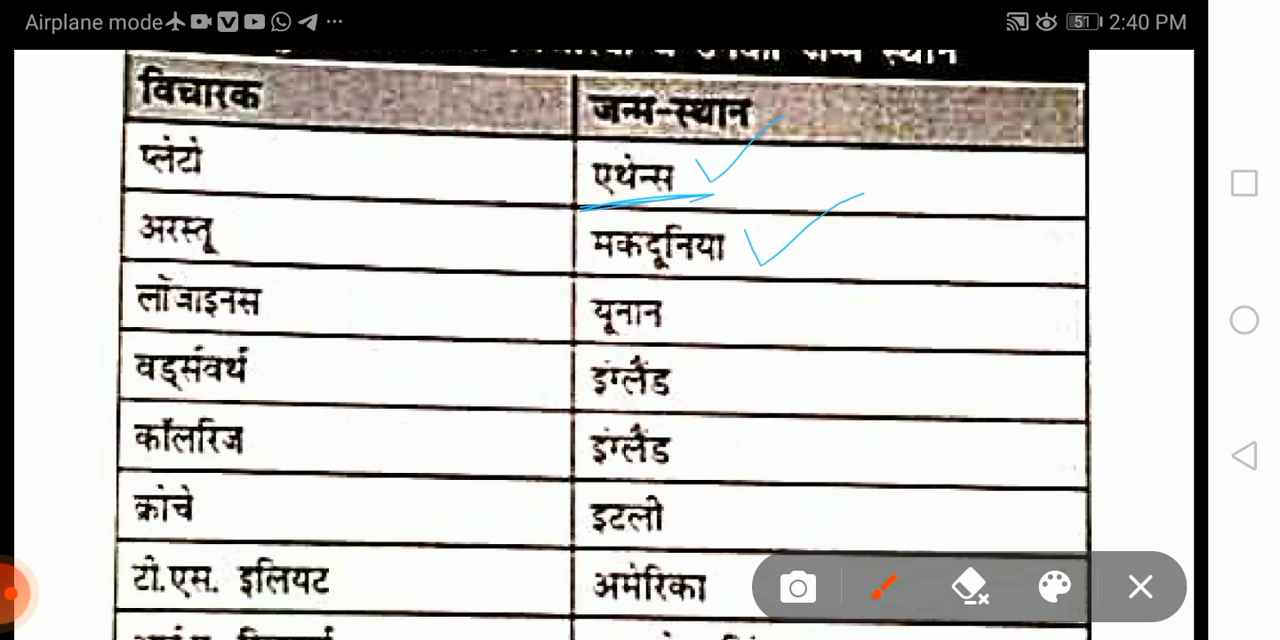 Airplane mode 51 2:40 PM
विचारक जन्म-स्थान
प्लेटो एथेन्स
अरस्तू मकदूनिया
लॉजाइनस यूनान
वर्ड्सवर्थ इंग्लैंड
कॉलरिज इंग्लैंड
क्रोचे इटली
टी.एस. इलियट अमेरिका